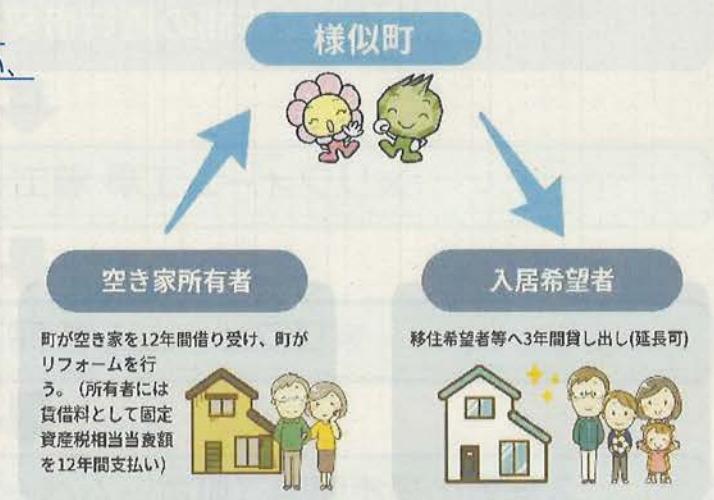 い、
様似町
空き家所有者
町が空き家を12年間借り受け、町が
リフォームを行
う。（所有者には
賃借料として固定
資産税相当当意額
を12年間支払い)
入居希望者
移住希望者等へ3年間貸し出し(延長可)